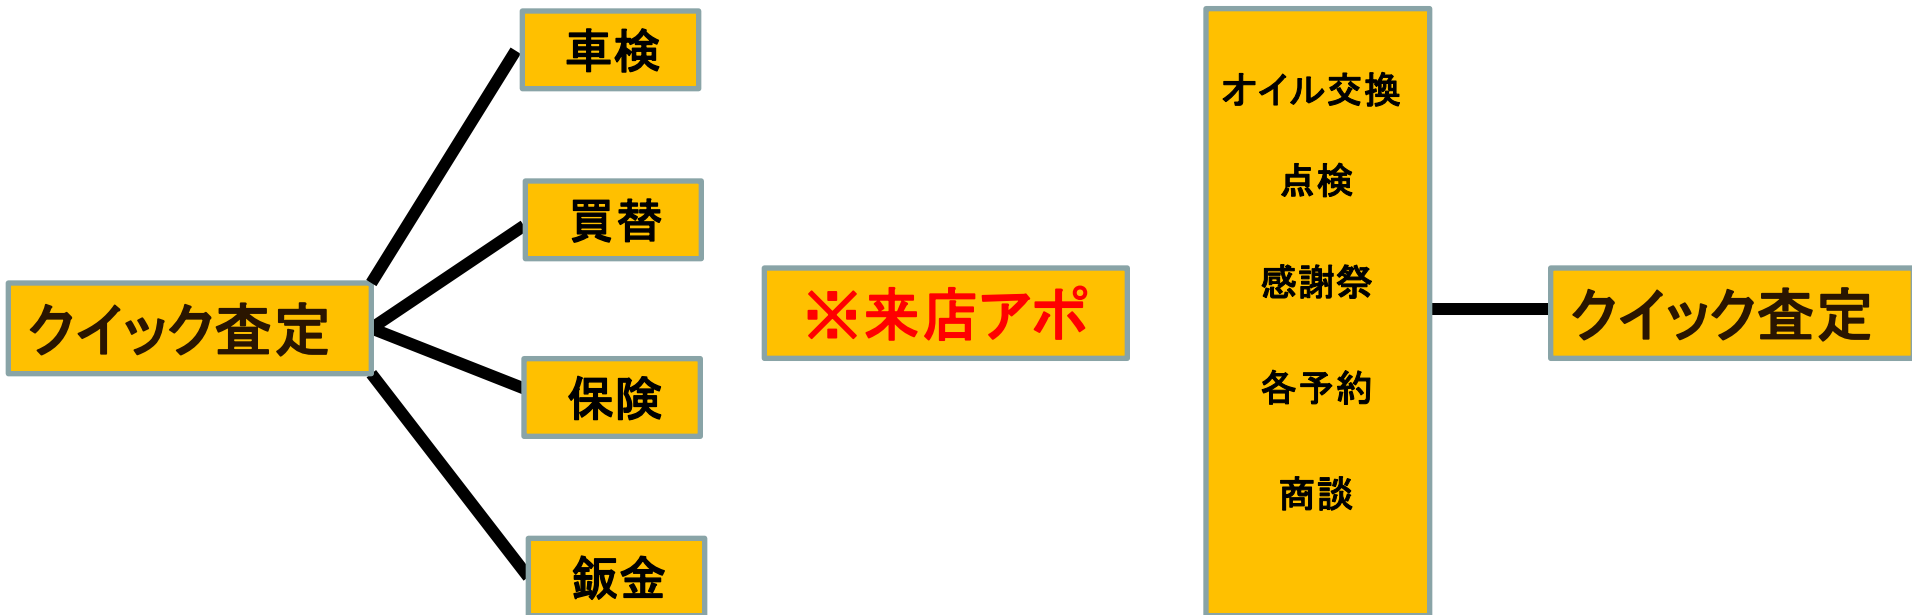 クイック査定
車検
買替
保険
鈑金
※来店アポ
オイル交換
点検
感謝祭
各予約
商談
クイック査定